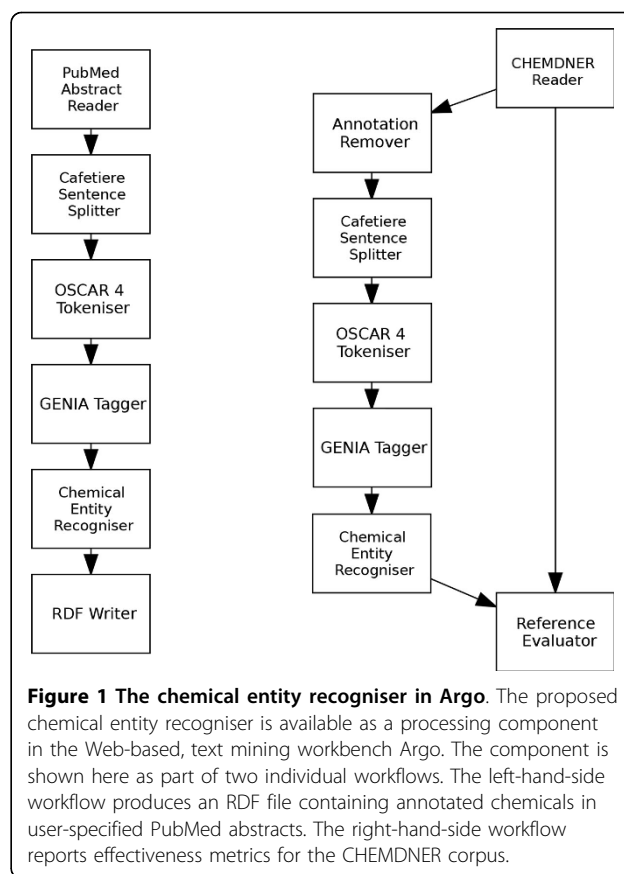 PubMed
Abstract
Reader
Cafetiere
Sentence
Splitter
OSCAR 4
Tokeniser
GENIA Tagger
Chemical
Entity
Recogniser
RDF Writer
CHEMDNER
Reader
Annotation
Remover
Cafetiere
Sentence
Splitter
OSCAR 4
Tokeniser
GENIA Tagger
Chemical
Entity
Recogniser
Reference
Evaluator
Figure 1 The chemical entity recogniser in Argo. The proposed
chemical entity recogniser is available as a processing component
in the Web-based, text mining workbench Argo. The component is
shown here as part of two individual workflows. The left-hand-side
workflow produces an RDF file containing annotated chemicals in
user-specified PubMed abstracts. The right-hand-side workflow
reports effectiveness metrics for the CHEMDNER corpus.